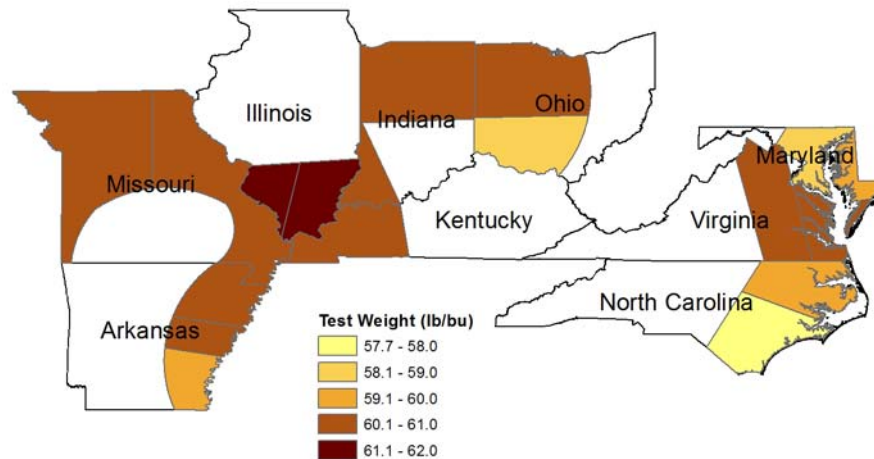 Illinois
Indiana
Ohio
Missouri
Maryland
Kentucky
Virginia
Arkansas
North Carolina
Test Weight (lb/bu)
57.7 - 58.0
58.1 - 59.0
59.1 - 60.0
60.1 - 61.0
61.1 - 62.0